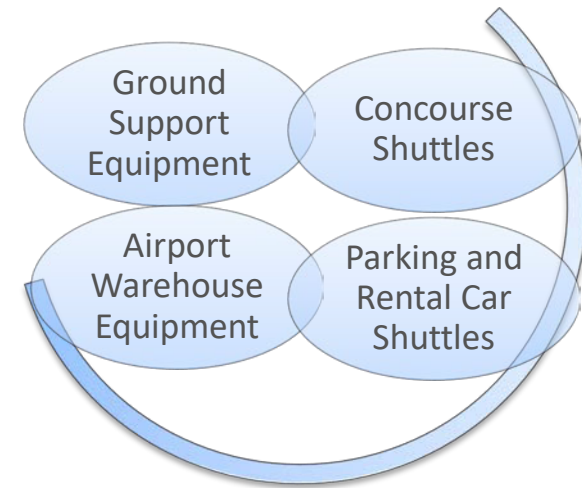 Ground
Support
Equipment
Concourse
Shuttles
Airport
Warehouse
Equipment
Parking and
Rental Car
Shuttles